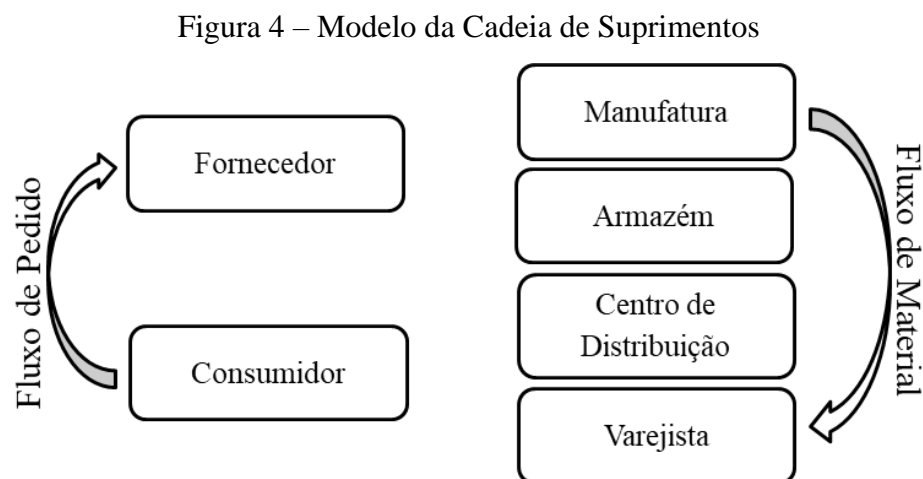 Figura 4 – Modelo da Cadeia de Suprimentos
Fluxo de Pedido
Fornecedor
Consumidor
Manufatura
Armazém
Centro de
Distribuição
Varejista
Fluxo de Material